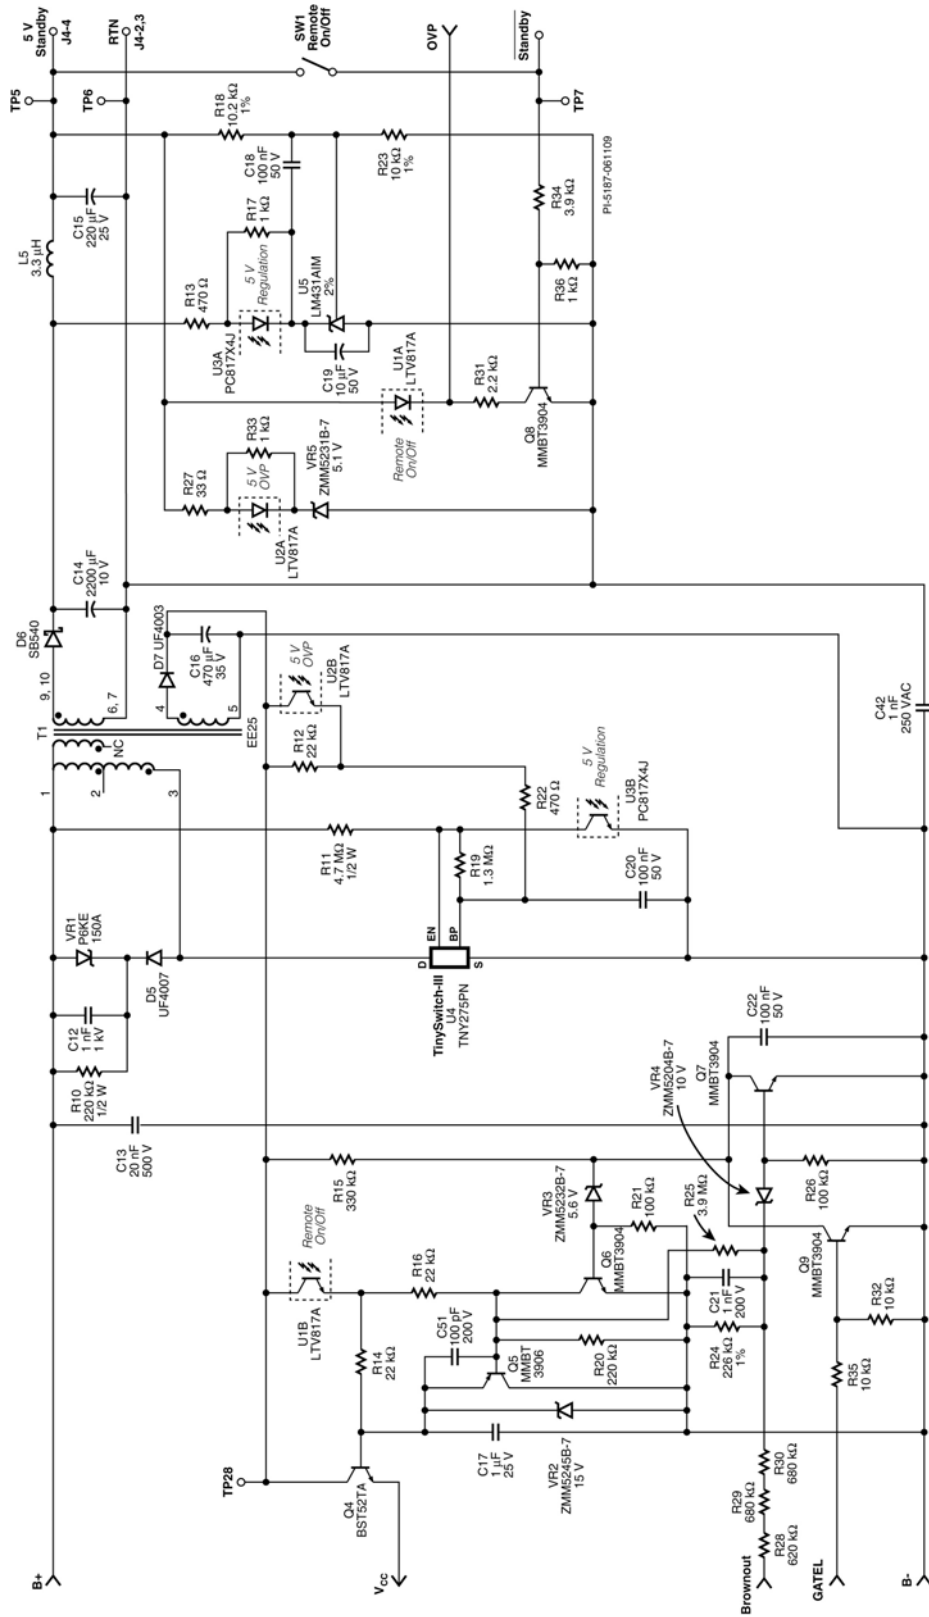 B+
TP28
VCC
Brownout
GATEL
B-
Q4
BST52TA
U1B
LTV817A
Remote
On/Off
R14
22 kΩ
R16
22 kΩ
C51
100 pF
200 V
Q5
MMBT
3906
C17
1 µF
25 V
VR2
ZMM5245B-7
15 V
R20
220 kΩ
Q6
MMBT3904
R15
330 kΩ
VR3
ZMM5232B-7
5.6 V
R21
100 kΩ
R25
3.9 MΩ
C21
1 nF
200 V
R24
226 kΩ
1%
R28
620 kΩ
R29
680 kΩ
R30
680 kΩ
R35
10 kΩ
R32
10 kΩ
Q9
MMBT3904
R26
100 kΩ
VR4
ZMM5204B-7
10 V
Q7
MMBT3904
C22
100 nF
50 V
C13
20 nF
500 V
R10
220 kΩ
1/2 W
C12
1 nF
1 kV
VR1
P6KE
150A
D5
UF4007
TinySwitch-III
U4
TNY275PN
D
S
EN
BP
R11
4.7 MΩ
1/2 W
R19
1.3 MΩ
R12
22 kΩ
R22
470 Ω
C20
100 nF
50 V
U3B
PC817X4J
5 V
Regulation
U2B
LTV817A
5 V
OVP
T1
1
2
3
NC
9, 10
6, 7
4
5
EE25
D6
SB540
D7 UF4003
C16
470 µF
35 V
C14
2200 µF
10 V
C42
1 nF
250 VAC
R27
33 Ω
5 V
OVP
R33
1 kΩ
U2A
LTV817A
VR5
ZMM5231B-7
5.1 V
Remote
On/Off
U1A
LTV817A
R31
2.2 kΩ
Q8
MMBT3904
L5
3.3 µH
R13
470 Ω
U3A
PC817X4J
5 V
Regulation
R17
1 kΩ
C19
10 µF
50 V
U5
LM431AIM
2%
C15
220 µF
25 V
C18
100 nF
50 V
R18
10.2 kΩ
1%
R23
10 kΩ
1%
R34
3.9 kΩ
R36
1 kΩ
TP5
TP6
TP7
5 V
Standby
J4-4
RTN
J4-2,3
SW1
Remote
On/Off
OVP
Standby
PI-5187-061109